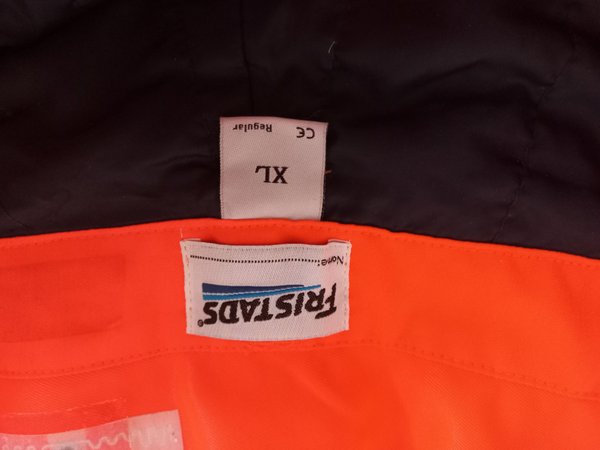 FRISTADS®
Name:
XL
Regular CE